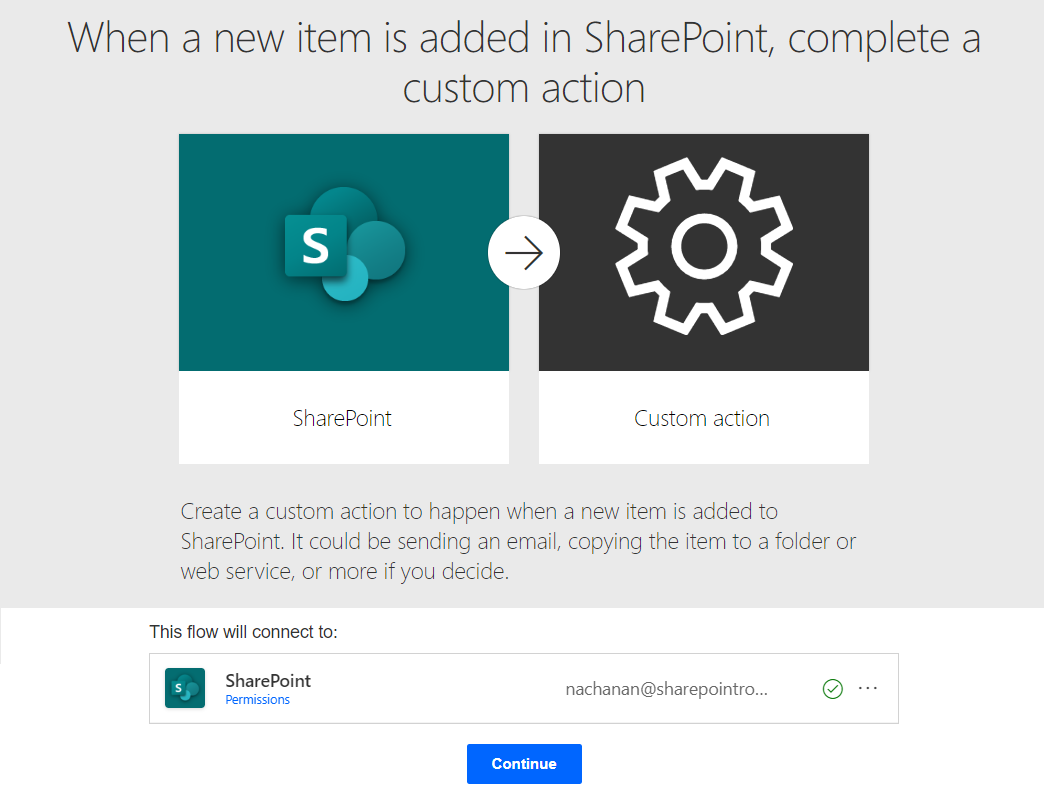 When a new item is added in SharePoint, complete a
custom action
S
SharePoint
Custom action
Create a custom action to happen when a new item is added to
SharePoint. It could be sending an email, copying the item to a folder or
web service, or more if you decide.
This flow will connect to:
S
SharePoint
nachanan@sharepointro...
Permissions
Continue